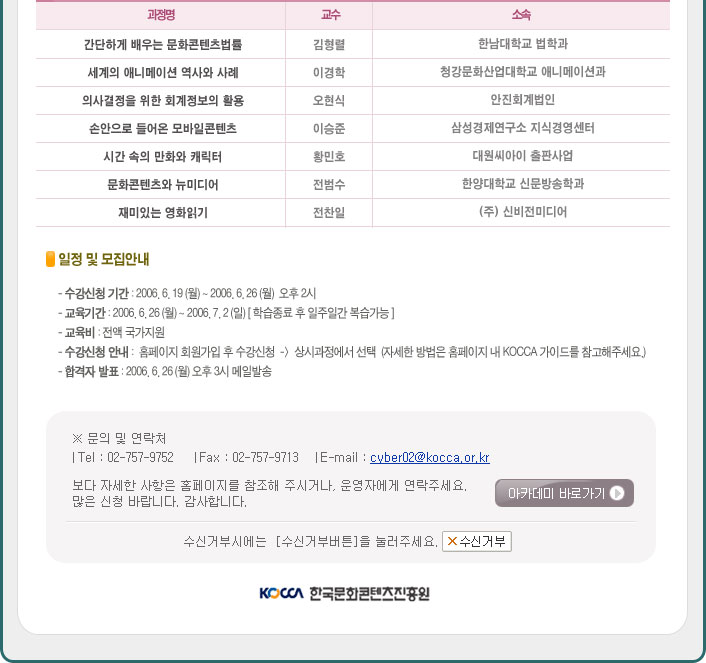 과정명 교수 소속
간단하게 배우는 문화콘텐츠법률 김형렬 한남대학교 법학과
세계의 애니메이션 역사와 사례 이경학 청강문화산업대학교 애니메이션과
의사결정을 위한 회계정보의 활용 오현식 안진회계법인
손안으로 들어온 모바일콘텐츠 이승준 삼성경제연구소 지식경영센터
시간 속의 만화와 캐릭터 황민호 대원씨아이 출판사업
문화콘텐츠와 뉴미디어 전범수 한양대학교 신문방송학과
재미있는 영화읽기 전찬일 (주) 신비전미디어
일정 및 모집안내
- 수강신청 기간 : 2006. 6. 19 (월) ~ 2006. 6. 26 (월) 오후 2시
- 교육기간 : 2006. 6. 26 (월) ~ 2006. 7. 2 (일) [ 학습종료 후 일주일간 복습가능 ]
- 교육비 : 전액 국가지원
- 수강신청 안내 : 홈페이지 회원가입 후 수강신청 -> 상시과정에서 선택 (자세한 방법은 홈페이지 내 KOCCA 가이드를 참고해주세요.)
- 합격자 발표 : 2006. 6. 26 (월) 오후 3시 메일발송
※ 문의 및 연락처
| Tel : 02-757-9752 | Fax : 02-757-9713 | E-mail : cyber02@kocca.or.kr
보다 자세한 사항은 홈페이지를 참조해 주시거나, 운영자에게 연락주세요.
많은 신청 바랍니다. 감사합니다.
아카데미 바로가기
수신거부시에는 [수신거부버튼]을 눌러주세요. ×수신거부
KOCCA 한국문화콘텐츠진흥원